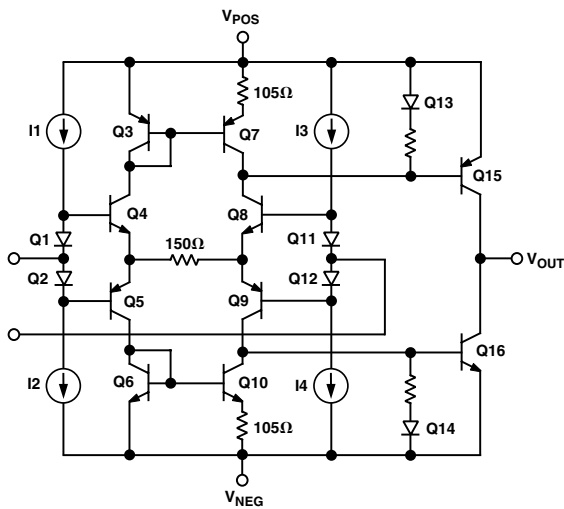 VPOS
105Ω
Q13
I1
Q3
Q7
I3
Q15
Q4
Q8
Q1
Q11
150Ω
VOUT
Q2
Q12
Q5
Q9
Q16
I2
Q6
Q10
I4
Q14
105Ω
VNEG